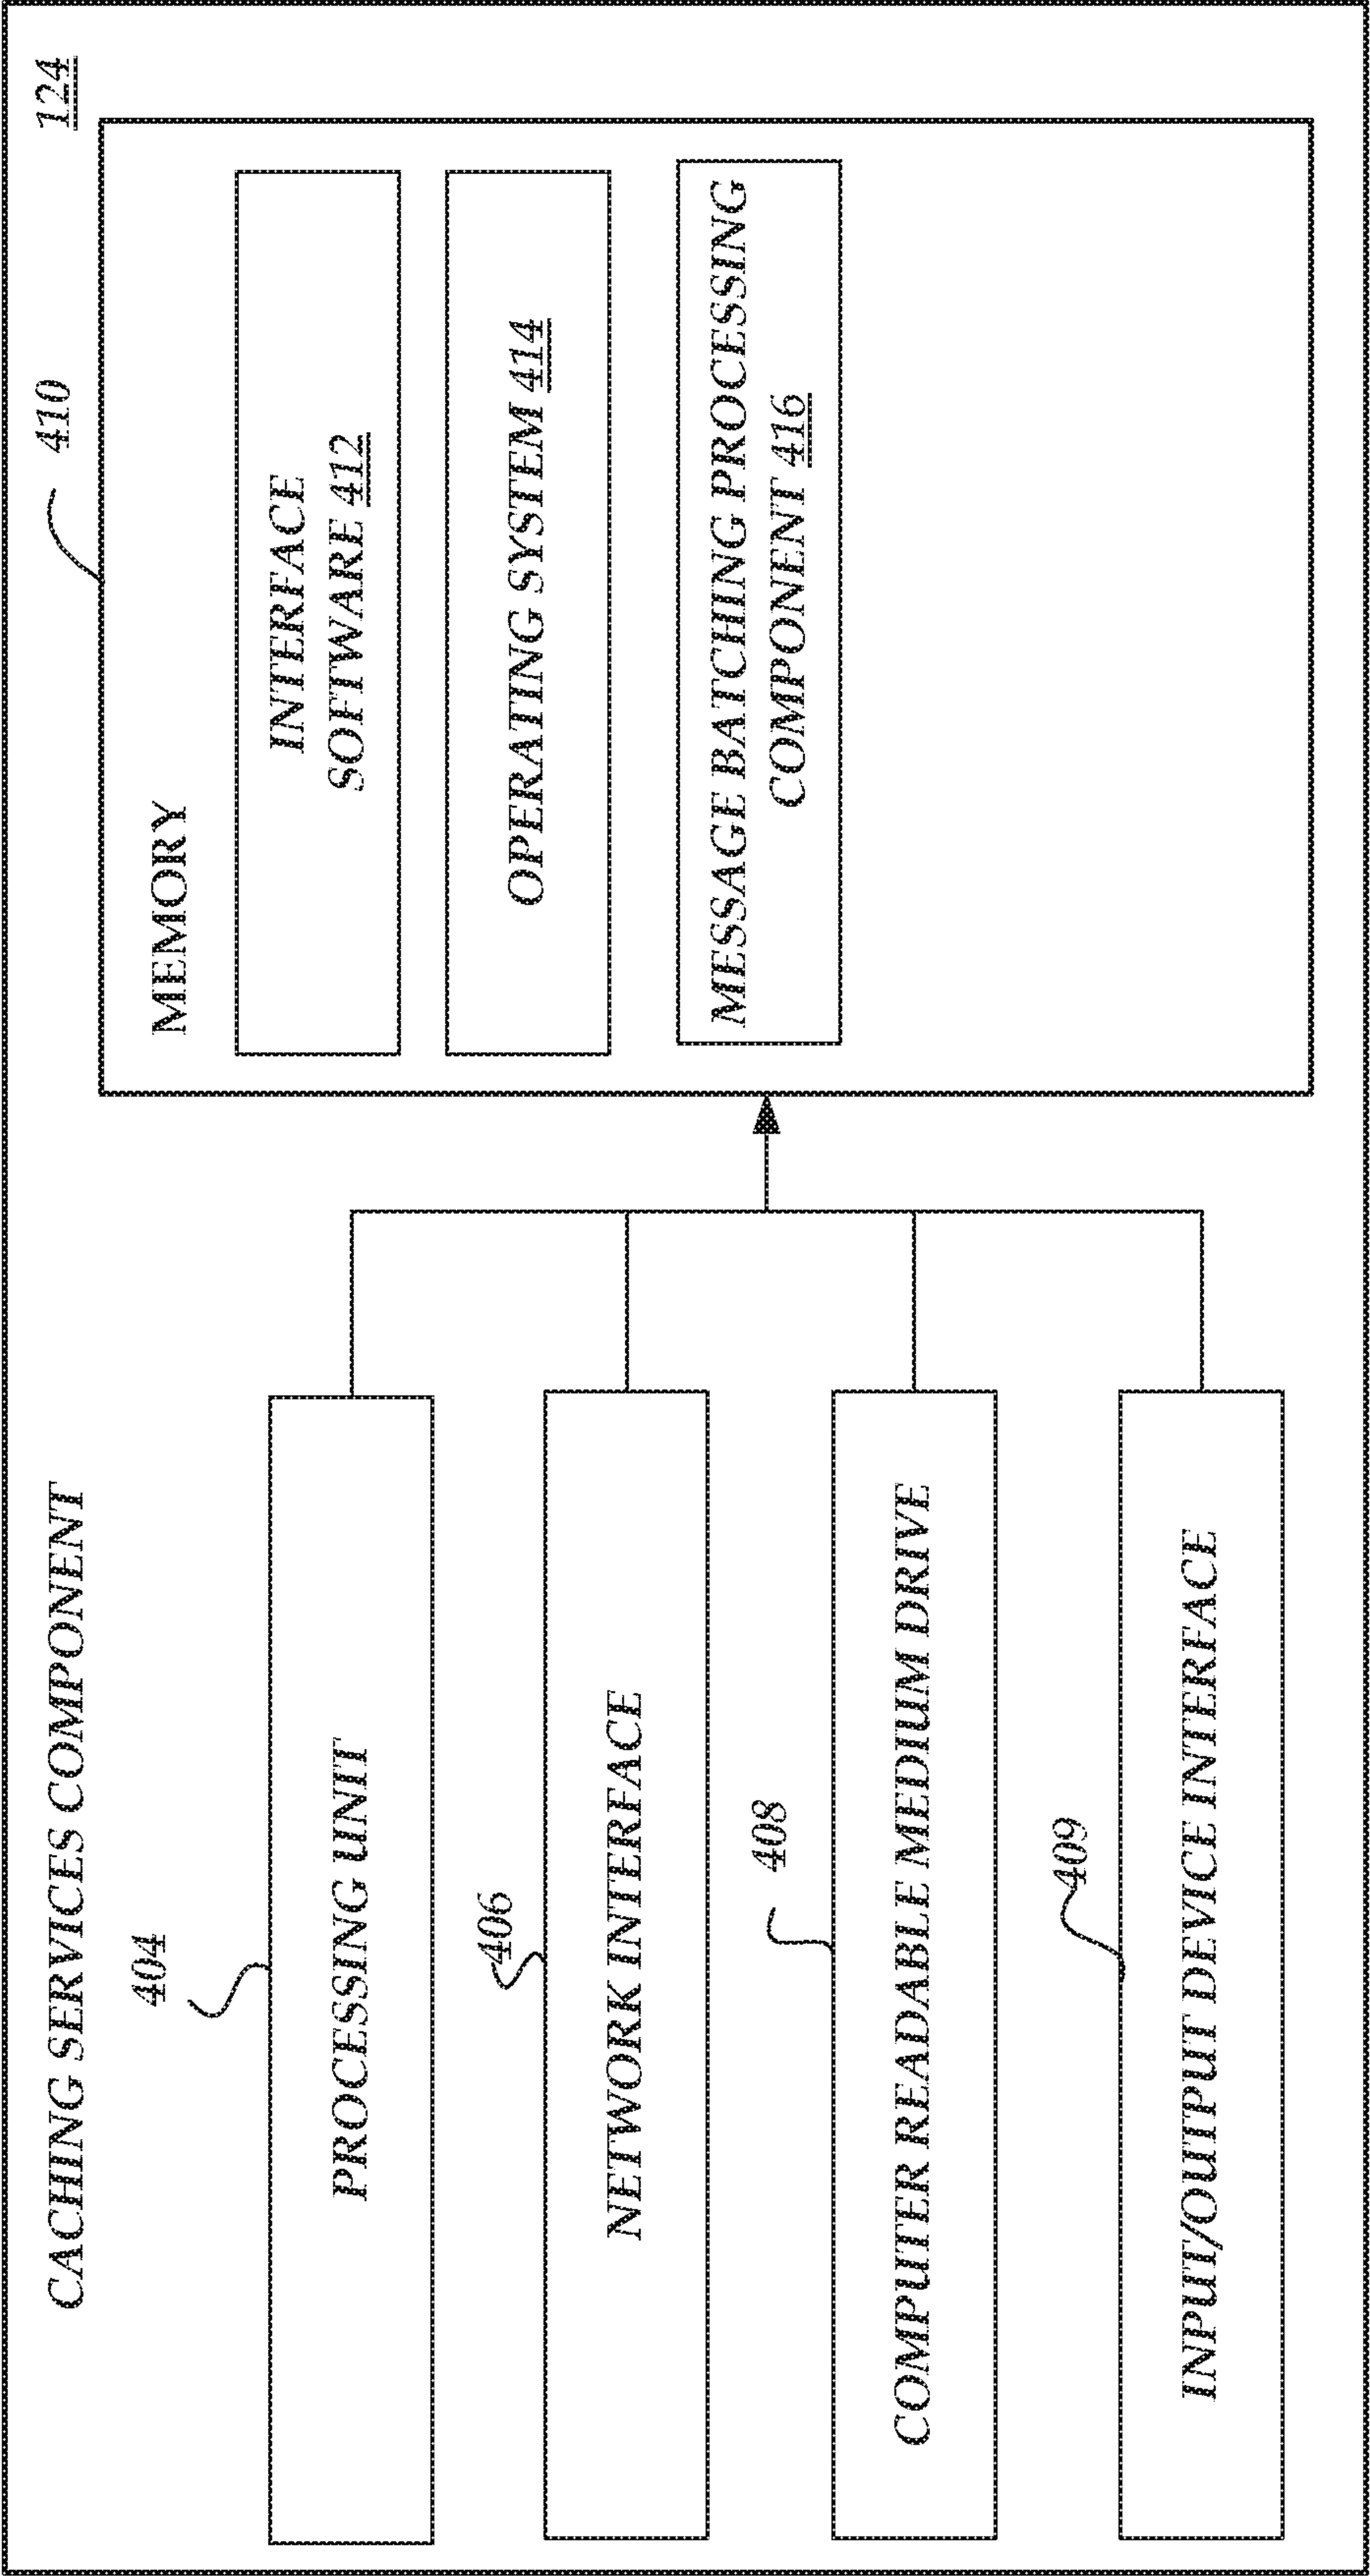 CACHING SERVICES COMPONENT
124
404
PROCESSING UNIT
406
NETWORK INTERFACE
408
COMPUTER READABLE MEDIUM DRIVE
409
INPUT/OUTPUT DEVICE INTERFACE
410
MEMORY
INTERFACE
SOFTWARE 412
OPERATING SYSTEM 414
MESSAGE BATCHING PROCESSING
COMPONENT 416